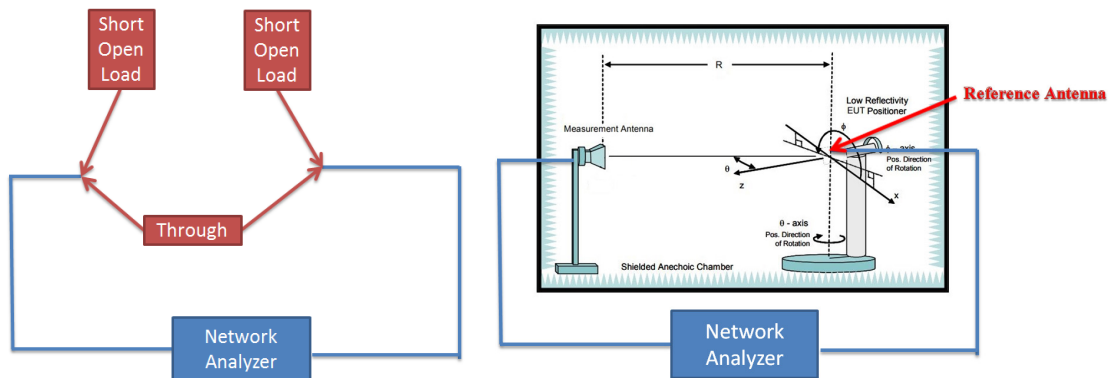 Short
Open
Load
Short
Open
Load
Through
Network
Analyzer
R
Reference Antenna
Low Reflectivity
EUT Positioner
Measurement Antenna
ϕ
ϕ - axis
Pos. Direction
of Rotation
θ
z
x
θ - axis
Pos. Direction
of Rotation
Shielded Anechoic Chamber
Network
Analyzer